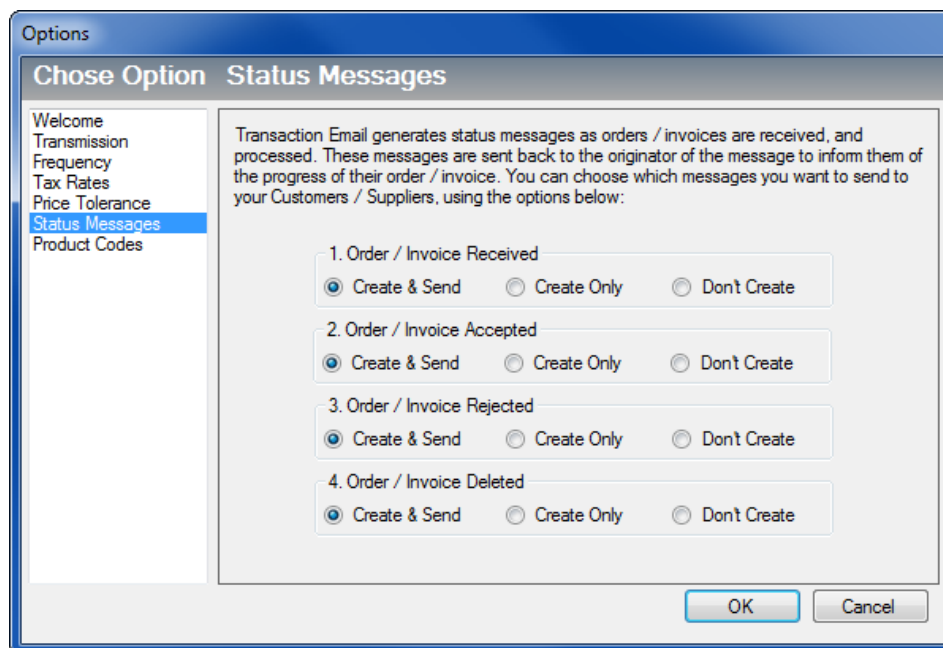 Options
Chose Option Status Messages
Welcome
Transmission
Frequency
Tax Rates
Price Tolerance
Status Messages
Product Codes
Transaction Email generates status messages as orders / invoices are received, and
processed. These messages are sent back to the originator of the message to inform them of
the progress of their order / invoice. You can choose which messages you want to send to
your Customers / Suppliers, using the options below:
1. Order / Invoice Received
Create & Send Create Only Don't Create
2. Order / Invoice Accepted
Create & Send Create Only Don't Create
3. Order / Invoice Rejected
Create & Send Create Only Don't Create
4. Order / Invoice Deleted
Create & Send Create Only Don't Create
OK Cancel